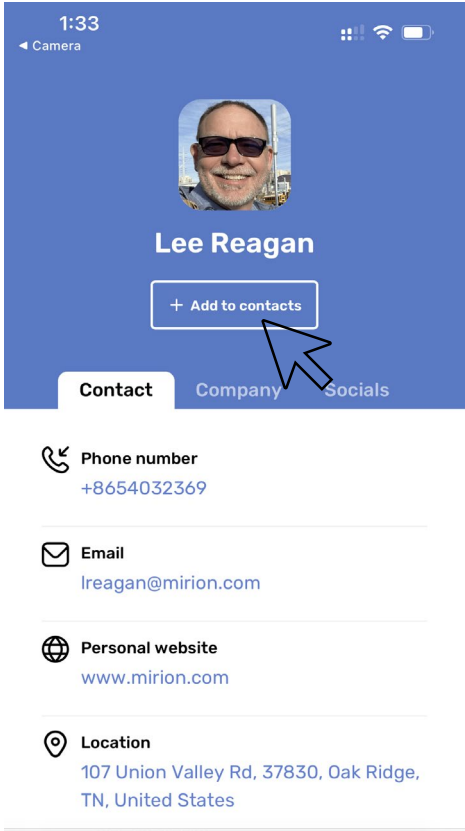 1:33
◀ Camera
Lee Reagan
+ Add to contacts
Contact Company Socials
Phone number
+8654032369
Email
lreagan@mirion.com
Personal website
www.mirion.com
Location
107 Union Valley Rd, 37830, Oak Ridge,
TN, United States